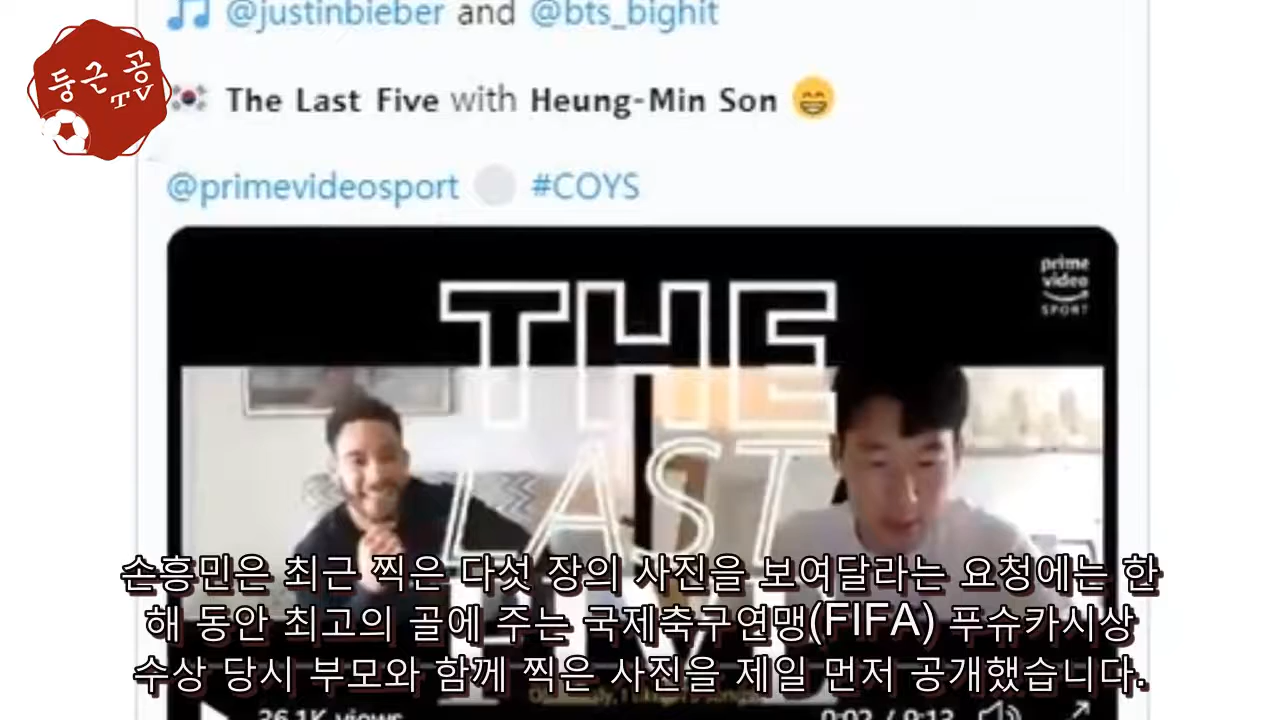 @justinbieber and @bts_bighit
둥근 공
TV
The Last Five with Heung-Min Son
@primevideosport #COYS
prime
video
SPORT
THE
LAST
손흥민은 최근 찍은 다섯 장의 사진을 보여달라는 요청에는 한
해 동안 최고의 골에 주는 국제축구연맹(FIFA) 푸슈카시상
수상 당시 부모와 함께 찍은 사진을 제일 먼저 공개했습니다.
36.1K views
0:02 / 0:13